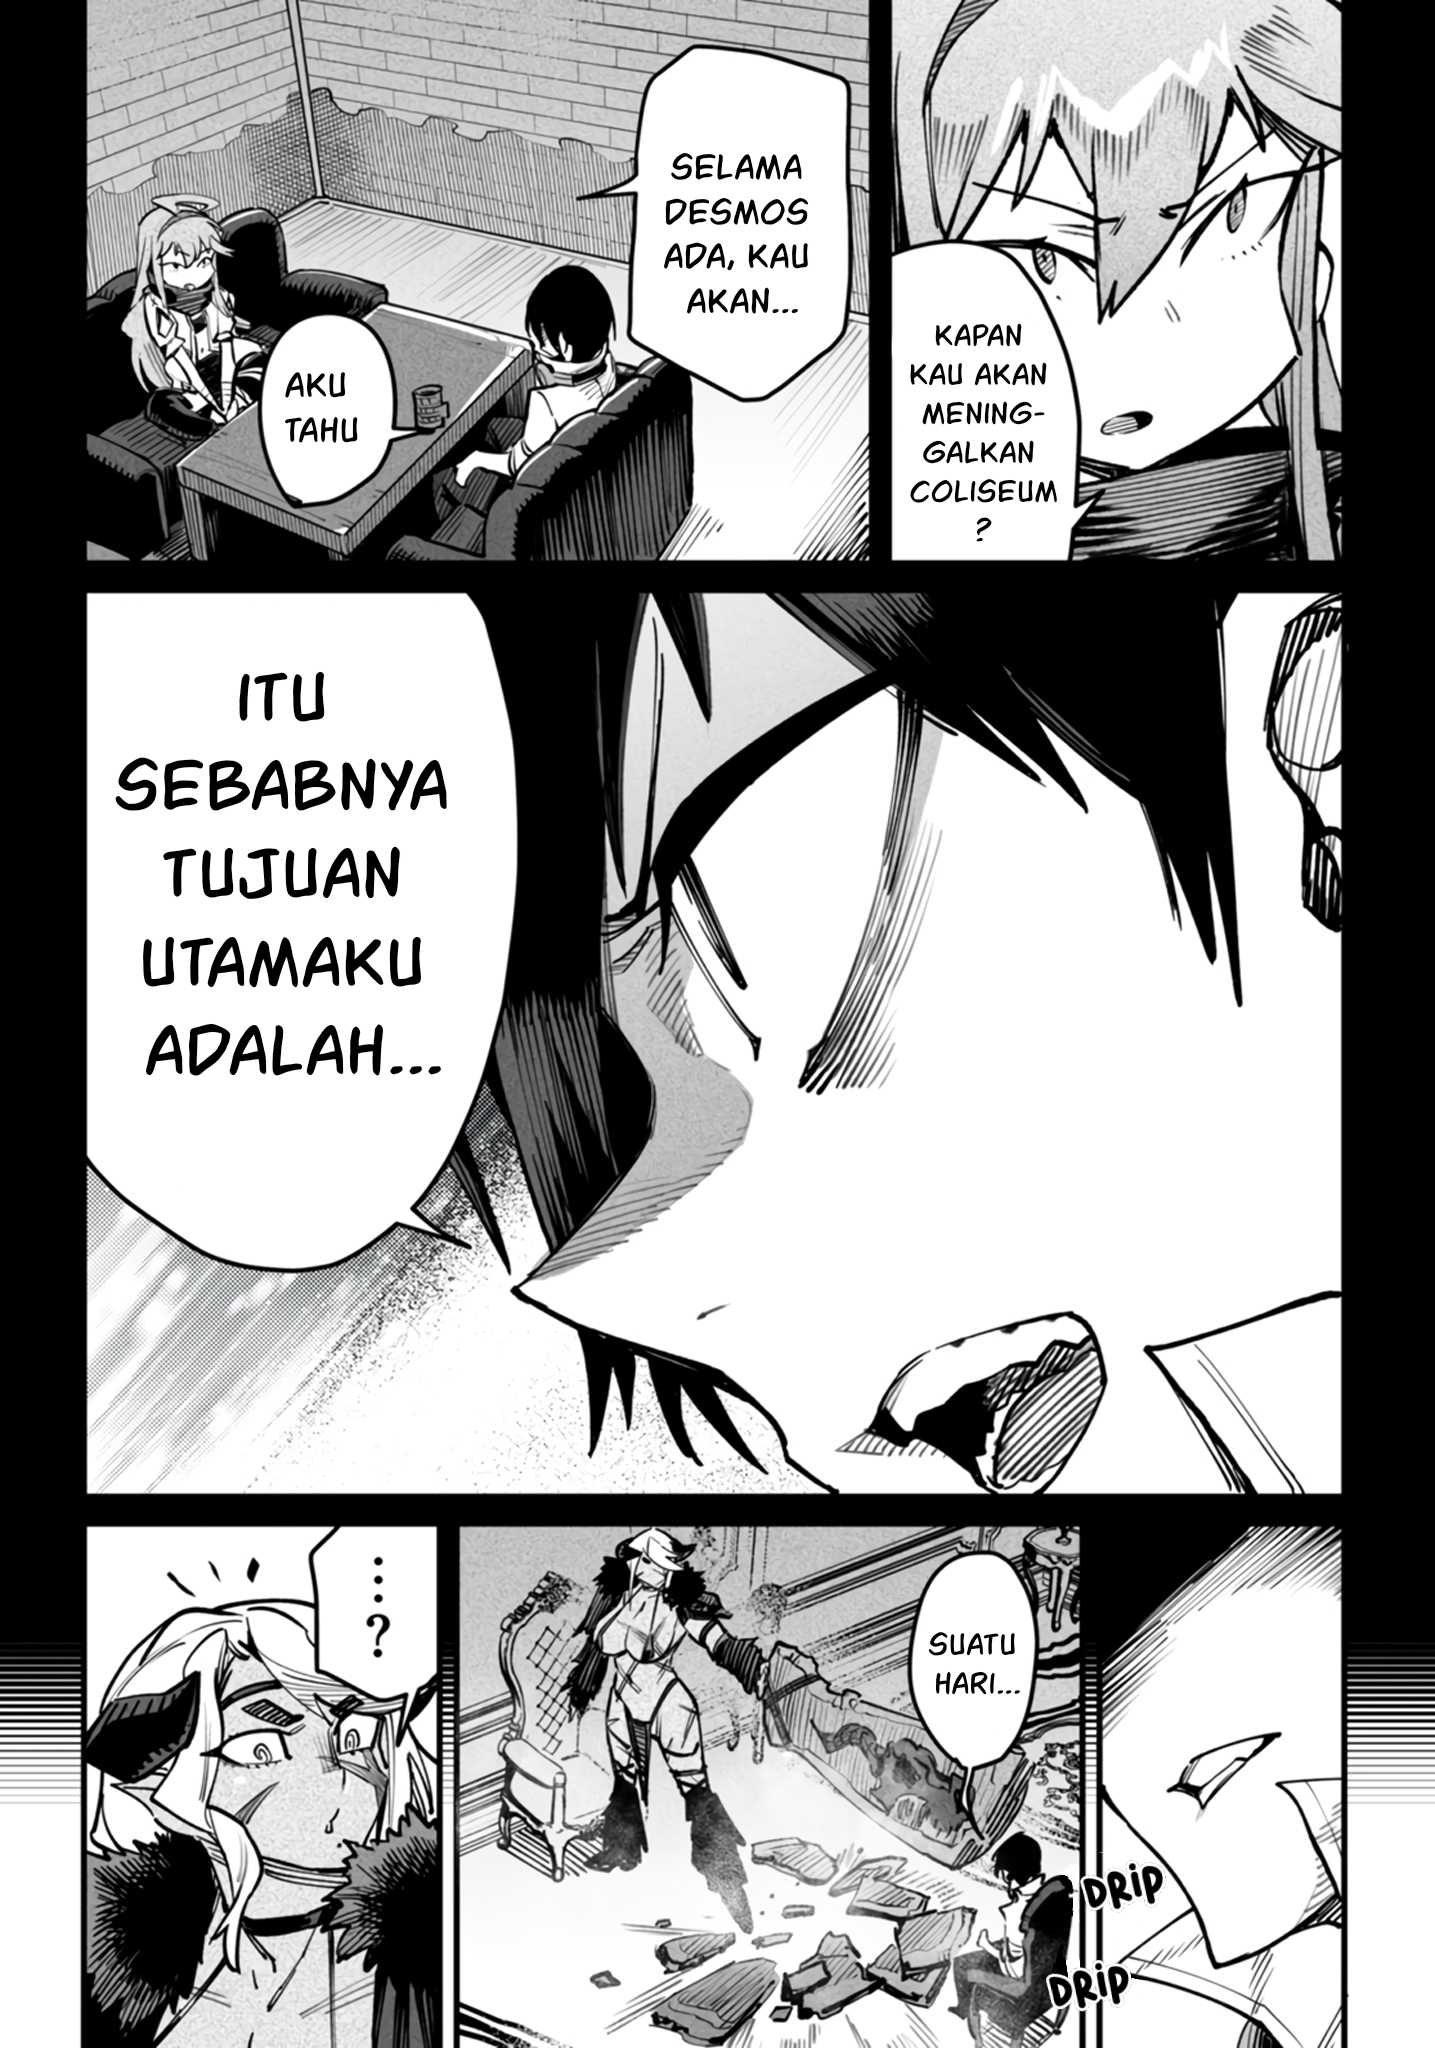 KAPAN
KAU AKAN
MENING-
GALKAN
COLISEUM
?
SELAMA
DESMOS
ADA, KAU
AKAN...
AKU
TAHU
ITU
SEBABNYA
TUJUAN
UTAMAKU
ADALAH...
DRIP
DRIP
SUATU
HARI...
...?